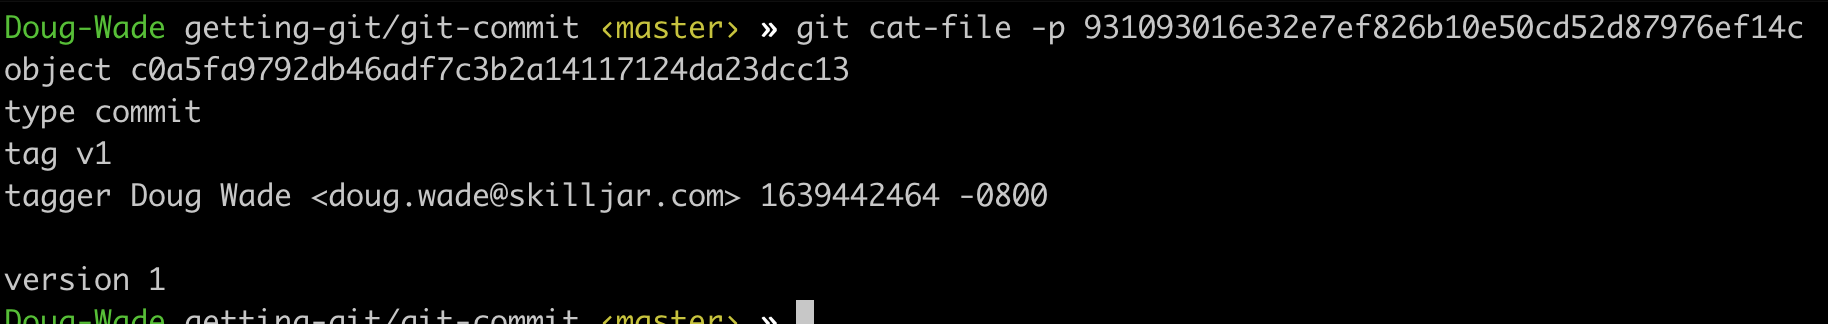 Doug-Wade getting-git/git-commit ‹master› » git cat-file -p 931093016e32e7ef826b10e50cd52d87976ef14c
object c0a5fa9792db46adf7c3b2a14117124da23dcc13
type commit
tag v1
tagger Doug Wade <doug.wade@skilljar.com> 1639442464 -0800
version 1
Doug-Wade getting-git/git-commit ‹master› »